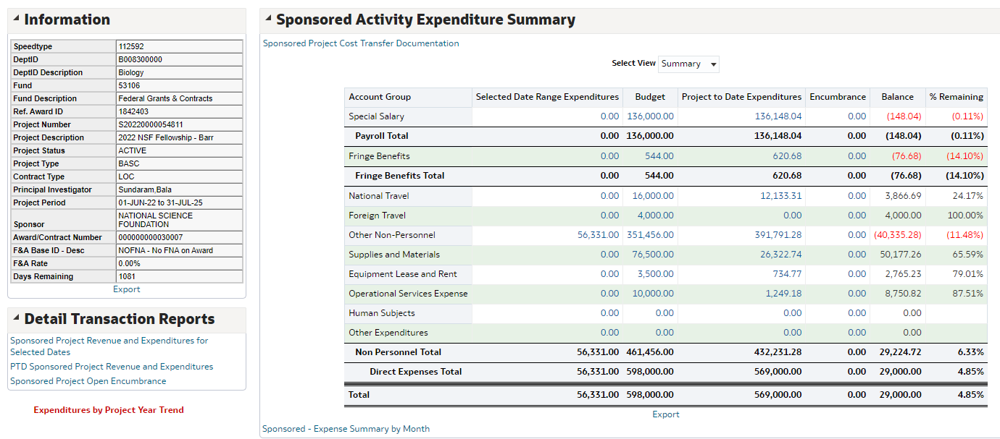 Information
Speedtype 112592
DeptID B008300000
DeptID Description Biology
Fund 53106
Fund Description Federal Grants & Contracts
Ref. Award ID 1842403
Project Number S20220000054811
Project Description 2022 NSF Fellowship - Barr
Project Status ACTIVE
Project Type BASC
Contract Type LOC
Principal Investigator Sundaram,Bala
Project Period 01-JUN-22 to 31-JUL-25
Sponsor NATIONAL SCIENCE
FOUNDATION
Award/Contract Number 000000000030007
F&A Base ID - Desc NOFNA - No FNA on Award
F&A Rate 0.00%
Days Remaining 1081
Export
Detail Transaction Reports
Sponsored Project Revenue and Expenditures for
Selected Dates
PTD Sponsored Project Revenue and Expenditures
Sponsored Project Open Encumbrance
Expenditures by Project Year Trend
Sponsored Activity Expenditure Summary
Sponsored Project Cost Transfer Documentation
Select View Summary
Account Group Selected Date Range Expenditures Budget Project to Date Expenditures Encumbrance Balance % Remaining
Special Salary 0.00 136,000.00 136,148.04 0.00 (148.04) (0.11%)
Payroll Total 0.00 136,000.00 136,148.04 0.00 (148.04) (0.11%)
Fringe Benefits 0.00 544.00 620.68 0.00 (76.68) (14.10%)
Fringe Benefits Total 0.00 544.00 620.68 0.00 (76.68) (14.10%)
National Travel 0.00 16,000.00 12,133.31 0.00 3,866.69 24.17%
Foreign Travel 0.00 4,000.00 0.00 0.00 4,000.00 100.00%
Other Non-Personnel 56,331.00 351,456.00 391,791.28 0.00 (40,335.28) (11.48%)
Supplies and Materials 0.00 76,500.00 26,322.74 0.00 50,177.26 65.59%
Equipment Lease and Rent 0.00 3,500.00 734.77 0.00 2,765.23 79.01%
Operational Services Expense 0.00 10,000.00 1,249.18 0.00 8,750.82 87.51%
Human Subjects 0.00 0.00 0.00 0.00 0.00
Other Expenditures 0.00 0.00 0.00 0.00 0.00
Non Personnel Total 56,331.00 461,456.00 432,231.28 0.00 29,224.72 6.33%
Direct Expenses Total 56,331.00 598,000.00 569,000.00 0.00 29,000.00 4.85%
Total 56,331.00 598,000.00 569,000.00 0.00 29,000.00 4.85%
Export
Sponsored - Expense Summary by Month